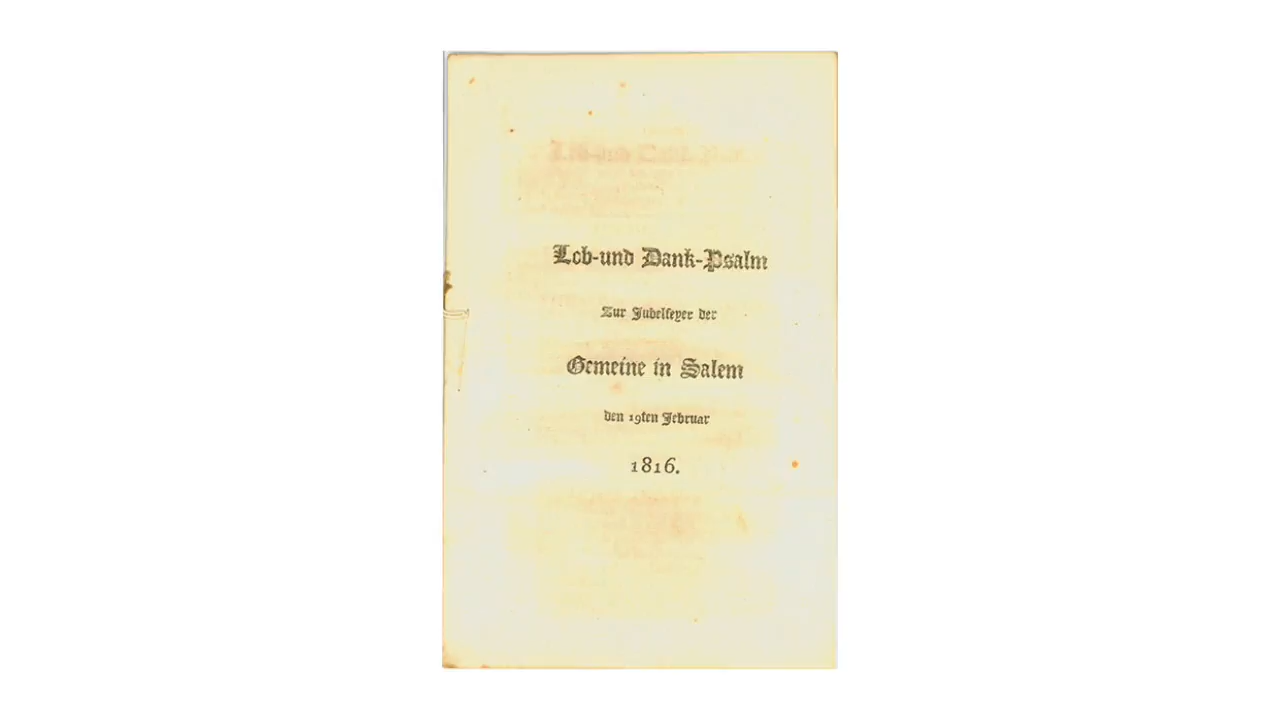 Lob-und Dank-Psalm
Zur Jubelfeyer der
Gemeine in Salem
den 19ten Februar
1816.